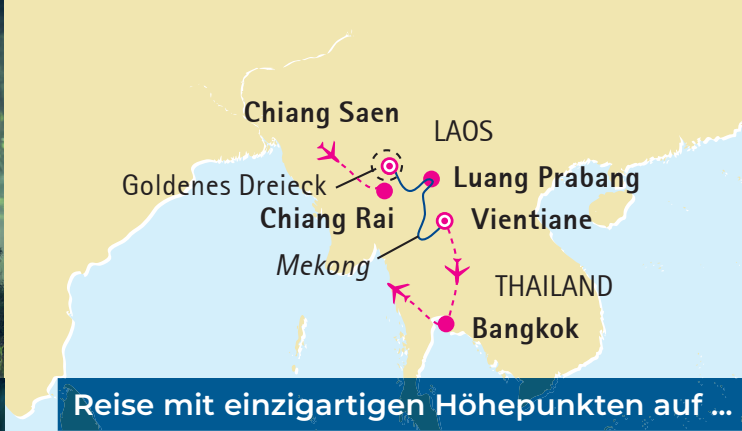 Chiang Saen
LAOS
Goldenes Dreieck
Luang Prabang
Chiang Rai
Vientiane
Mekong
THAILAND
Bangkok
Reise mit einzigartigen Höhepunkten auf ...